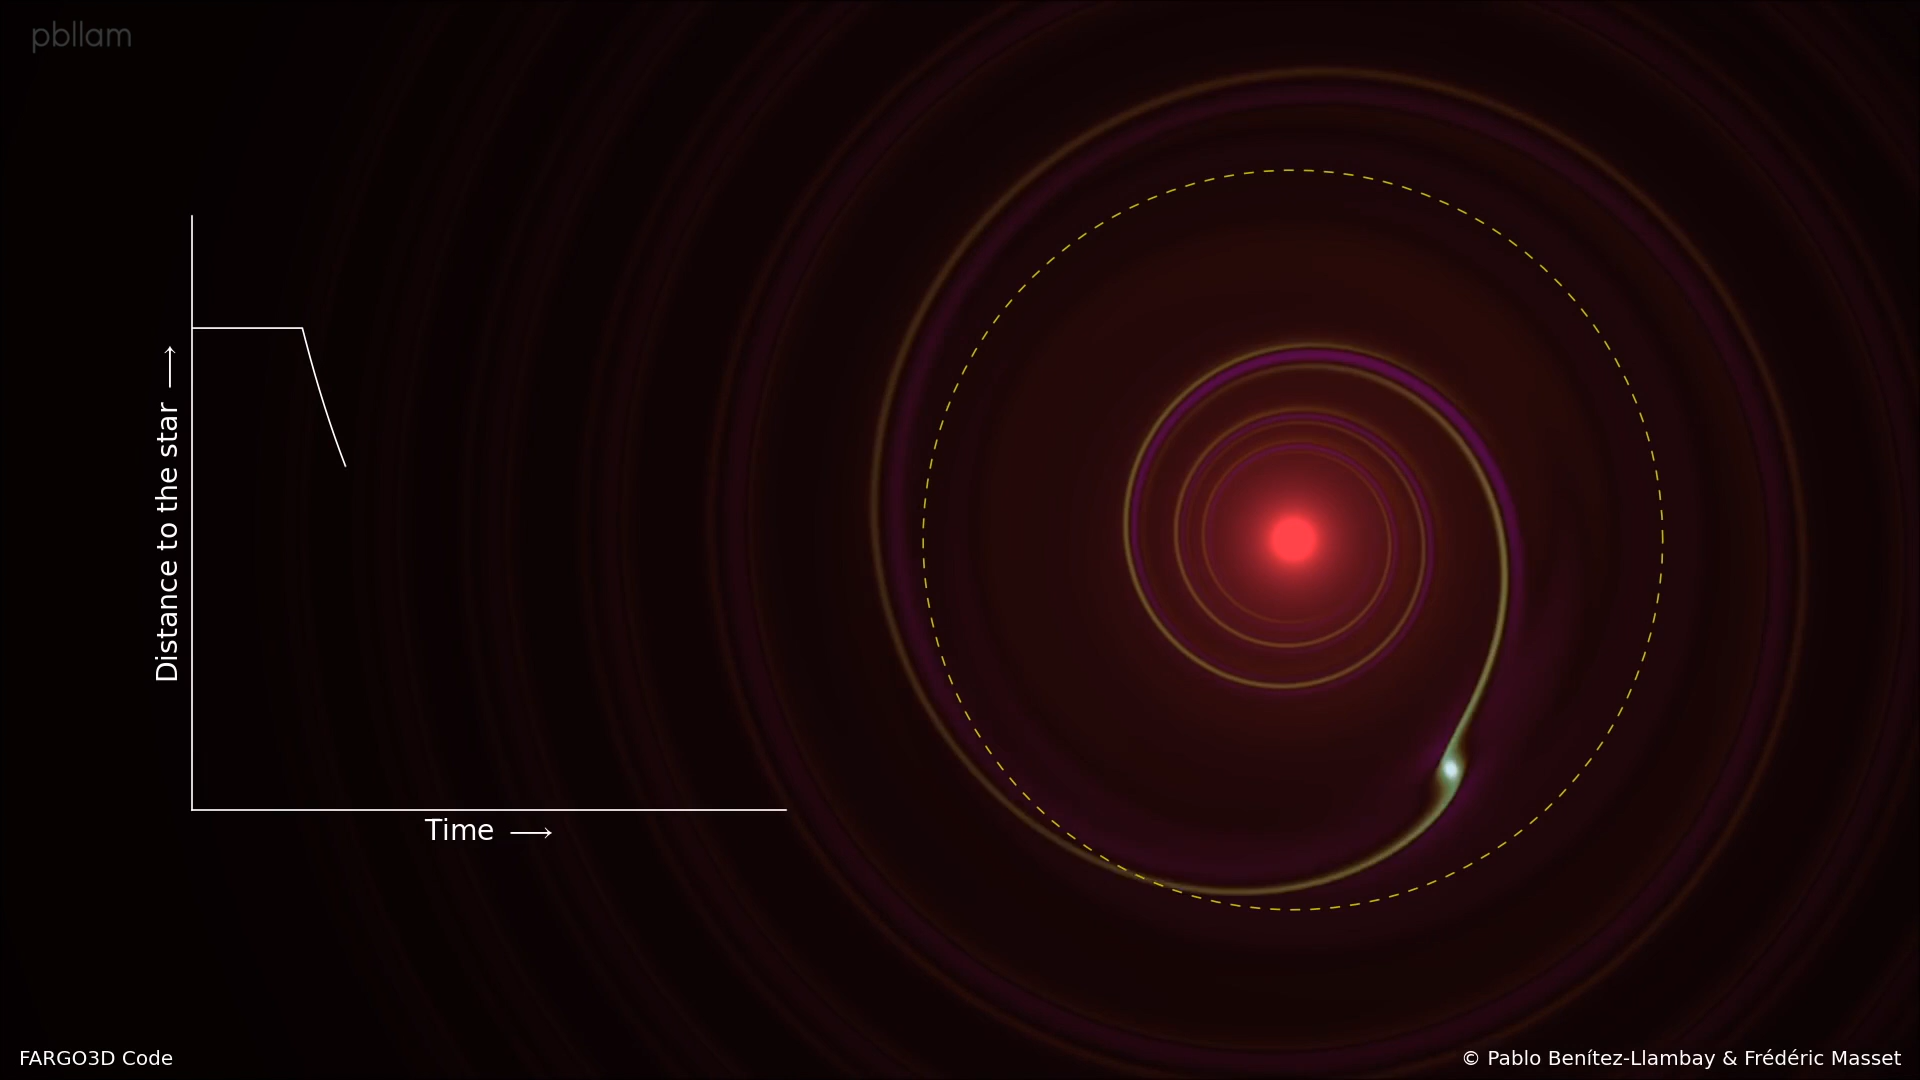 pbllam
Distance to the star ⟶
Time ⟶
FARGO3D Code
© Pablo Benítez-Llambay & Frédéric Masset